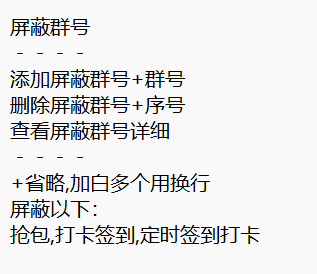 屏蔽群号
- - - -
添加屏蔽群号+群号
删除屏蔽群号+序号
查看屏蔽群号详细
- - - -
+省略,加白多个用换行
屏蔽以下:
抢包,打卡签到,定时签到打卡